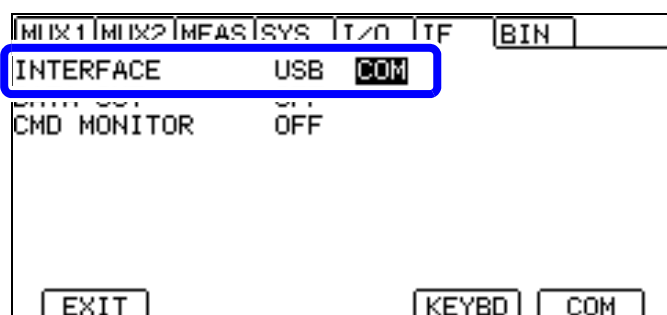 MUX1 MUX2 MEAS SYS I/O IF BIN
INTERFACE USB COM
CMD MONITOR OFF
EXIT KEYBD COM